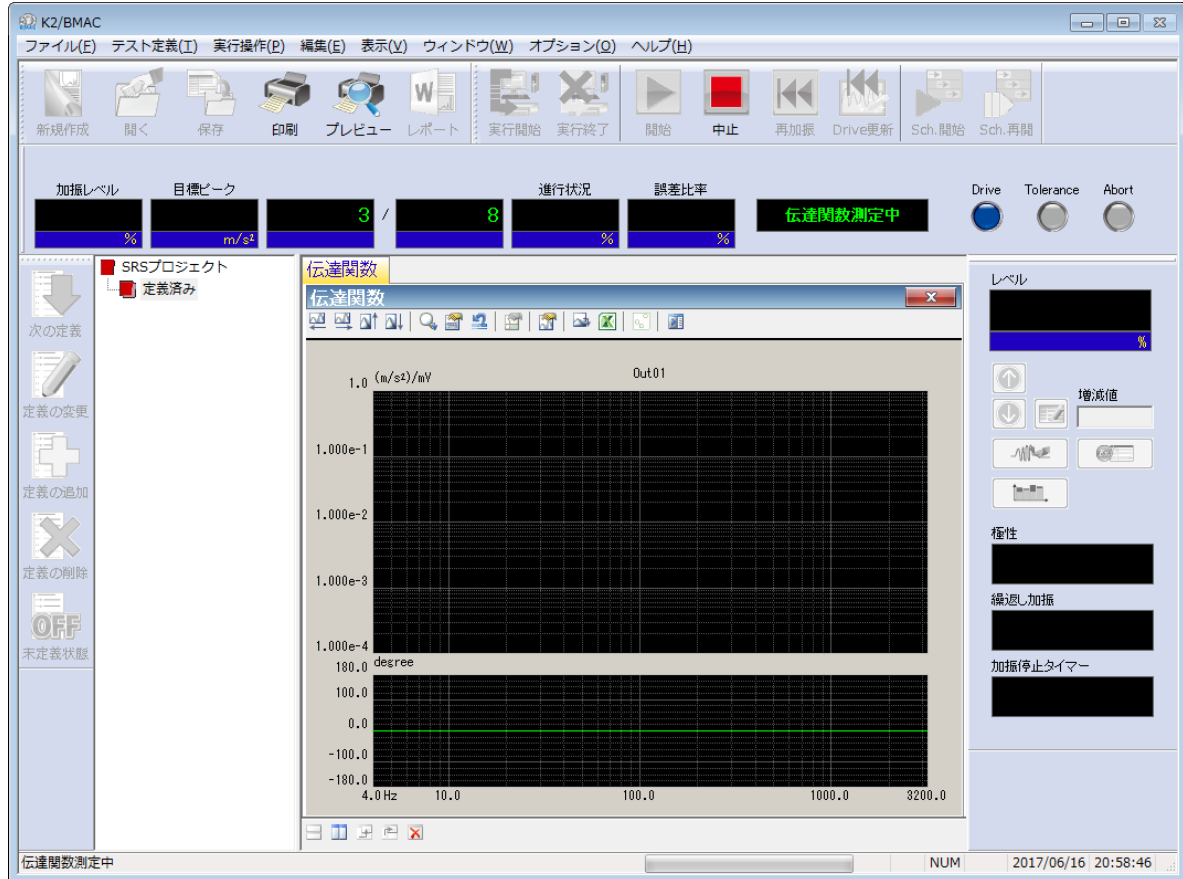 K2/BMAC
ファイル(F) テスト定義(T) 実行操作(P) 編集(E) 表示(V) ウィンドウ(W) オプション(O) ヘルプ(H)
新規作成 開く 保存 印刷 プレビュー レポート 実行開始 実行終了 開始 中止 再加振 Drive更新 Sch.開始 Sch.再開
加振レベル 目標ピーク 進行状況 誤差比率 Drive Tolerance Abort
3 / 8 伝達関数測定中
% m/s² % %
SRSプロジェクト
定義済み
次の定義
定義の変更
定義の追加
定義の削除
OFF
未定義状態
伝達関数
伝達関数
(m/s²)/mV Out01
1.0
1.000e-1
1.000e-2
1.000e-3
1.000e-4
degree
180.0
100.0
0.0
-100.0
-180.0
4.0 Hz 10.0 100.0 1000.0 3200.0
レベル
%
増減値
極性
繰返し加振
加振停止タイマー
伝達関数測定中 NUM 2017/06/16 20:58:46